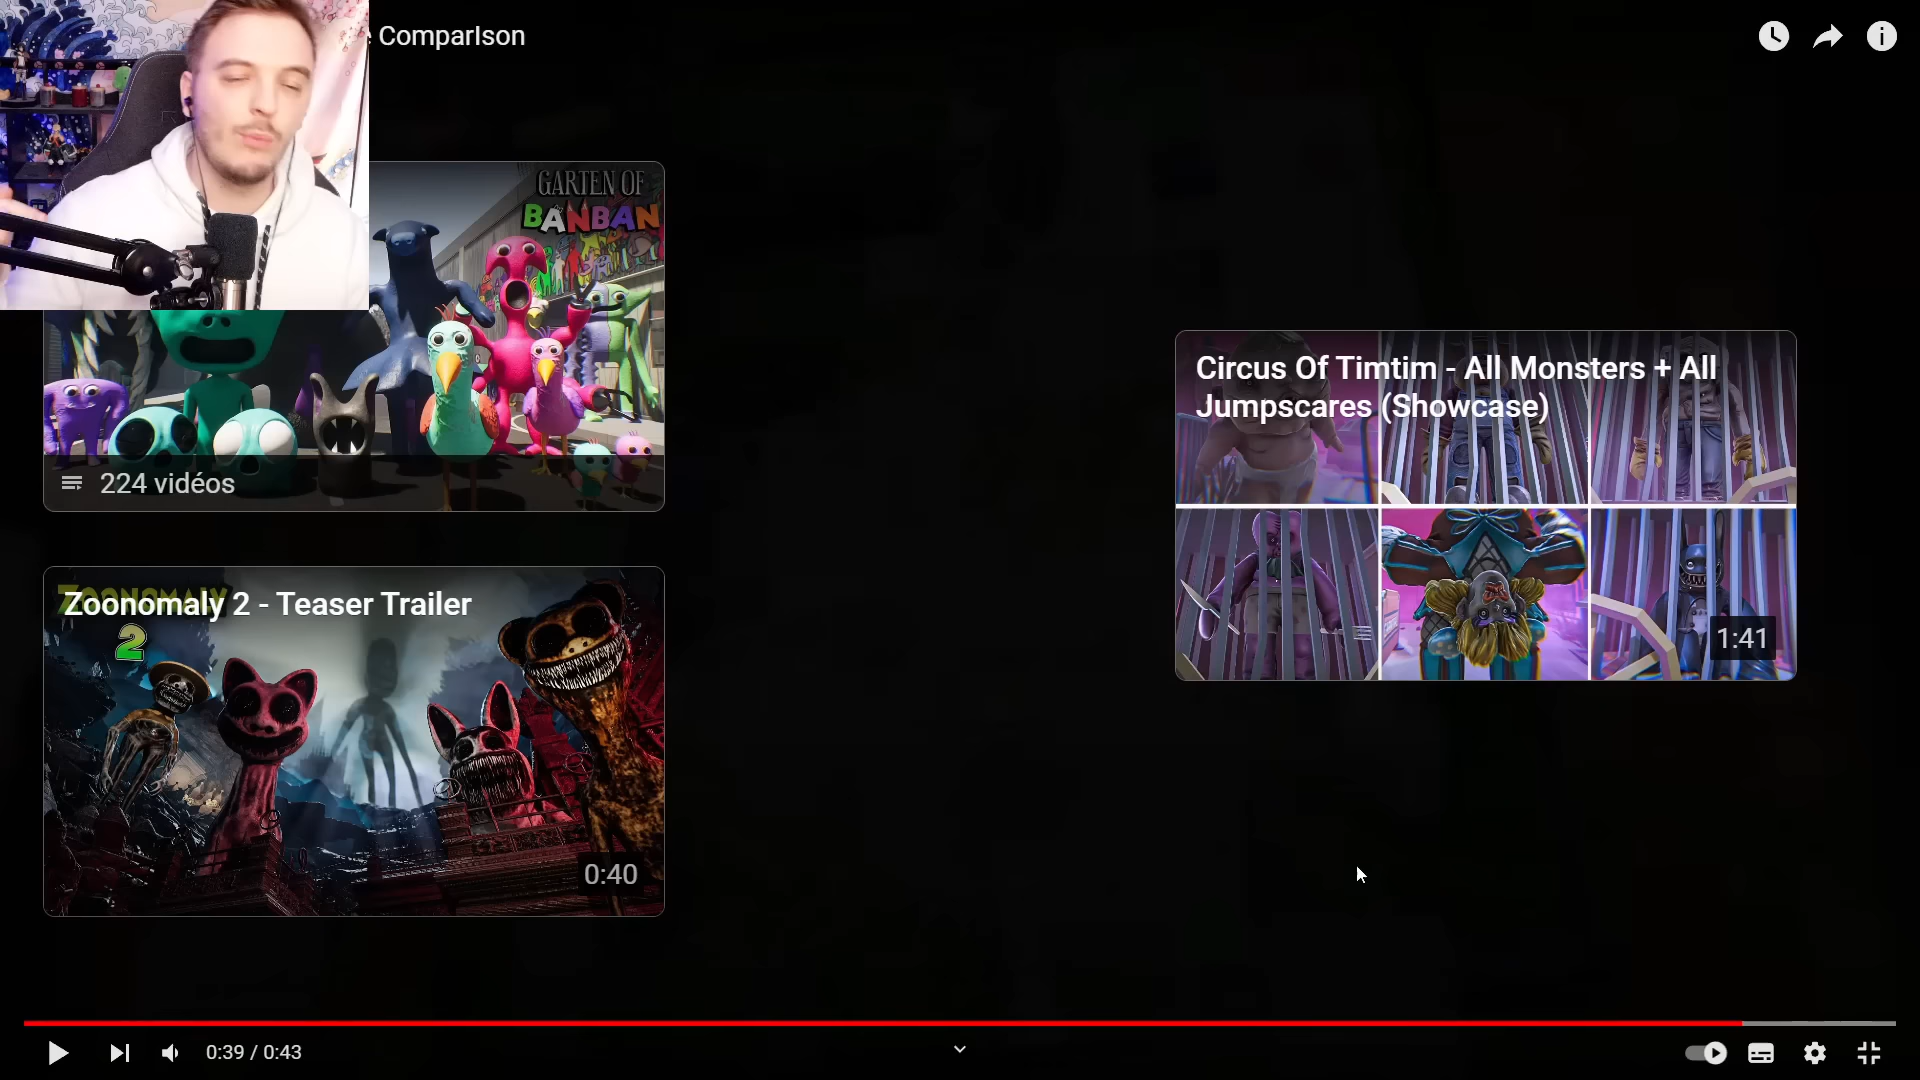 Comparlson
GARTEN OF
BANBAN
224 vidéos
Circus Of Timtim - All Monsters + All
Jumpscares (Showcase)
1:41
Zoonomaly 2 - Teaser Trailer
2
0:40
0:39 / 0:43